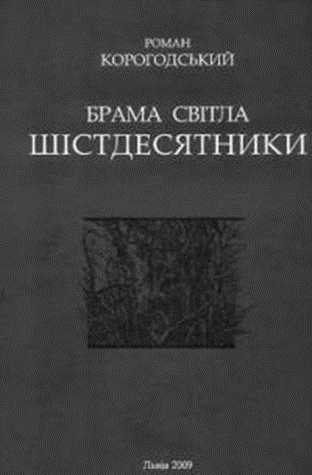 РОМАН
КОРОГОДСЬКИЙ
БРАМА СВІТЛА
ШІСТДЕСЯТНИКИ
Львів 2009